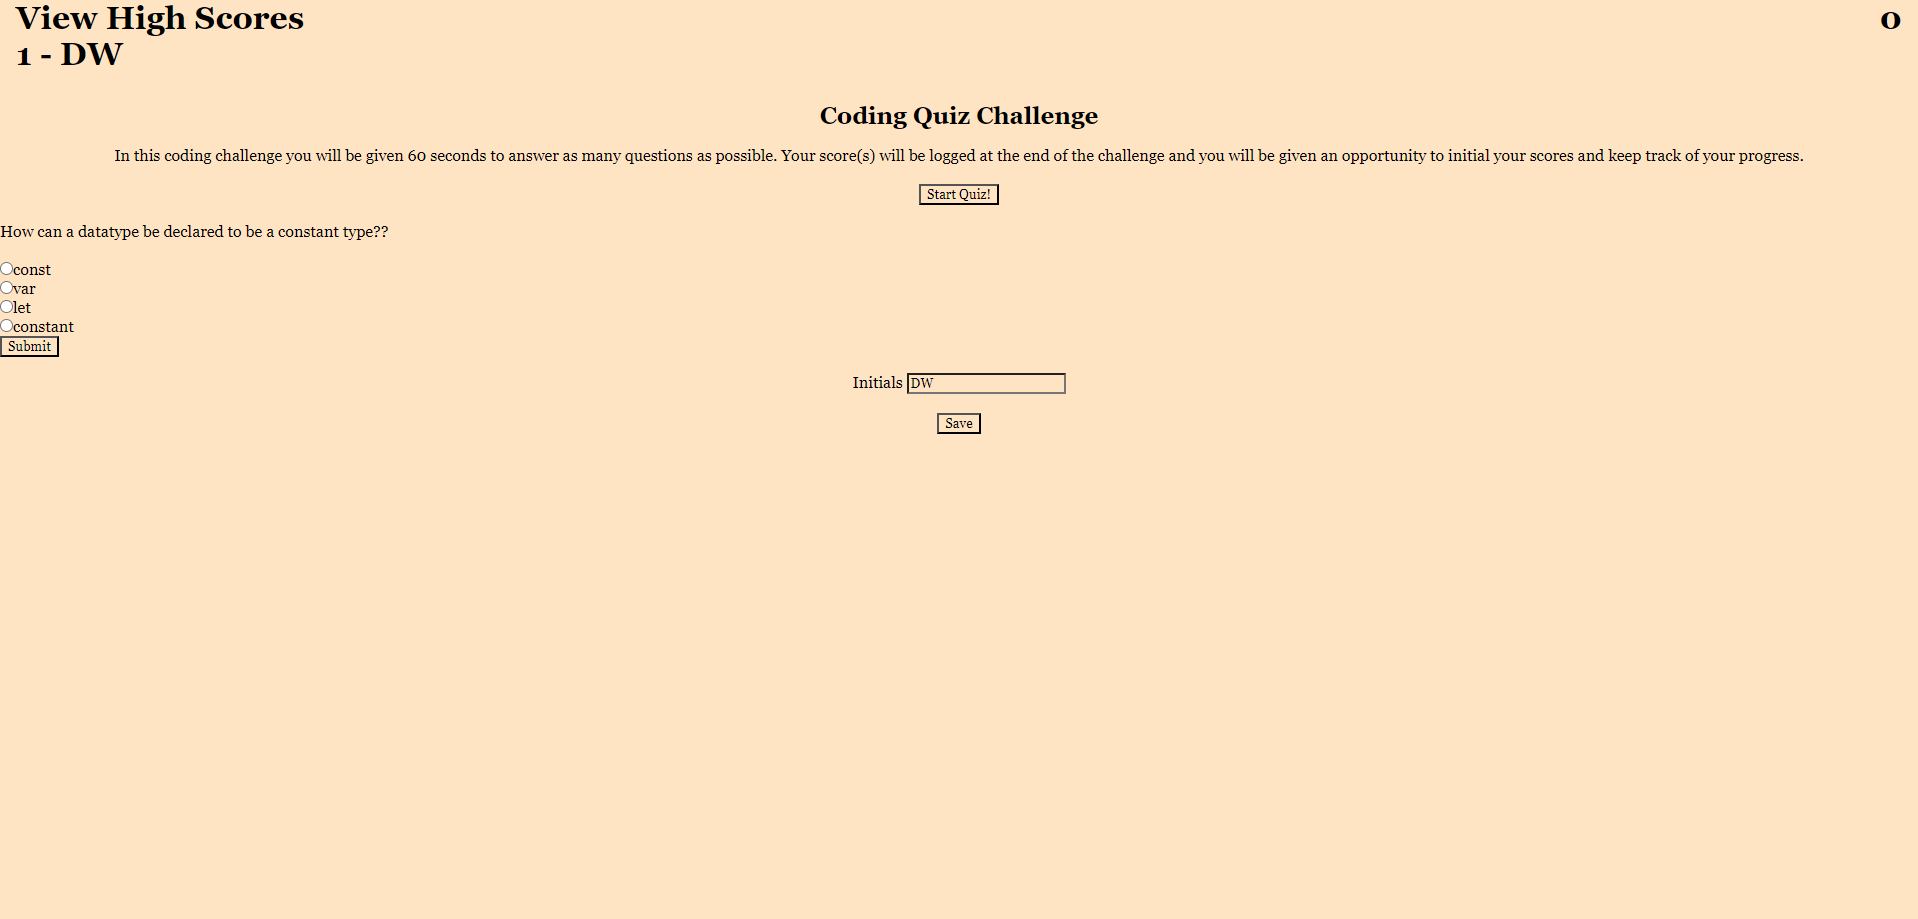 View High Scores
0
1 - DW
Coding Quiz Challenge
In this coding challenge you will be given 60 seconds to answer as many questions as possible. Your score(s) will be logged at the end of the challenge and you will be given an opportunity to initial your scores and keep track of your progress.
Start Quiz!
How can a datatype be declared to be a constant type??
const
var
let
constant
Submit
Initials DW
Save